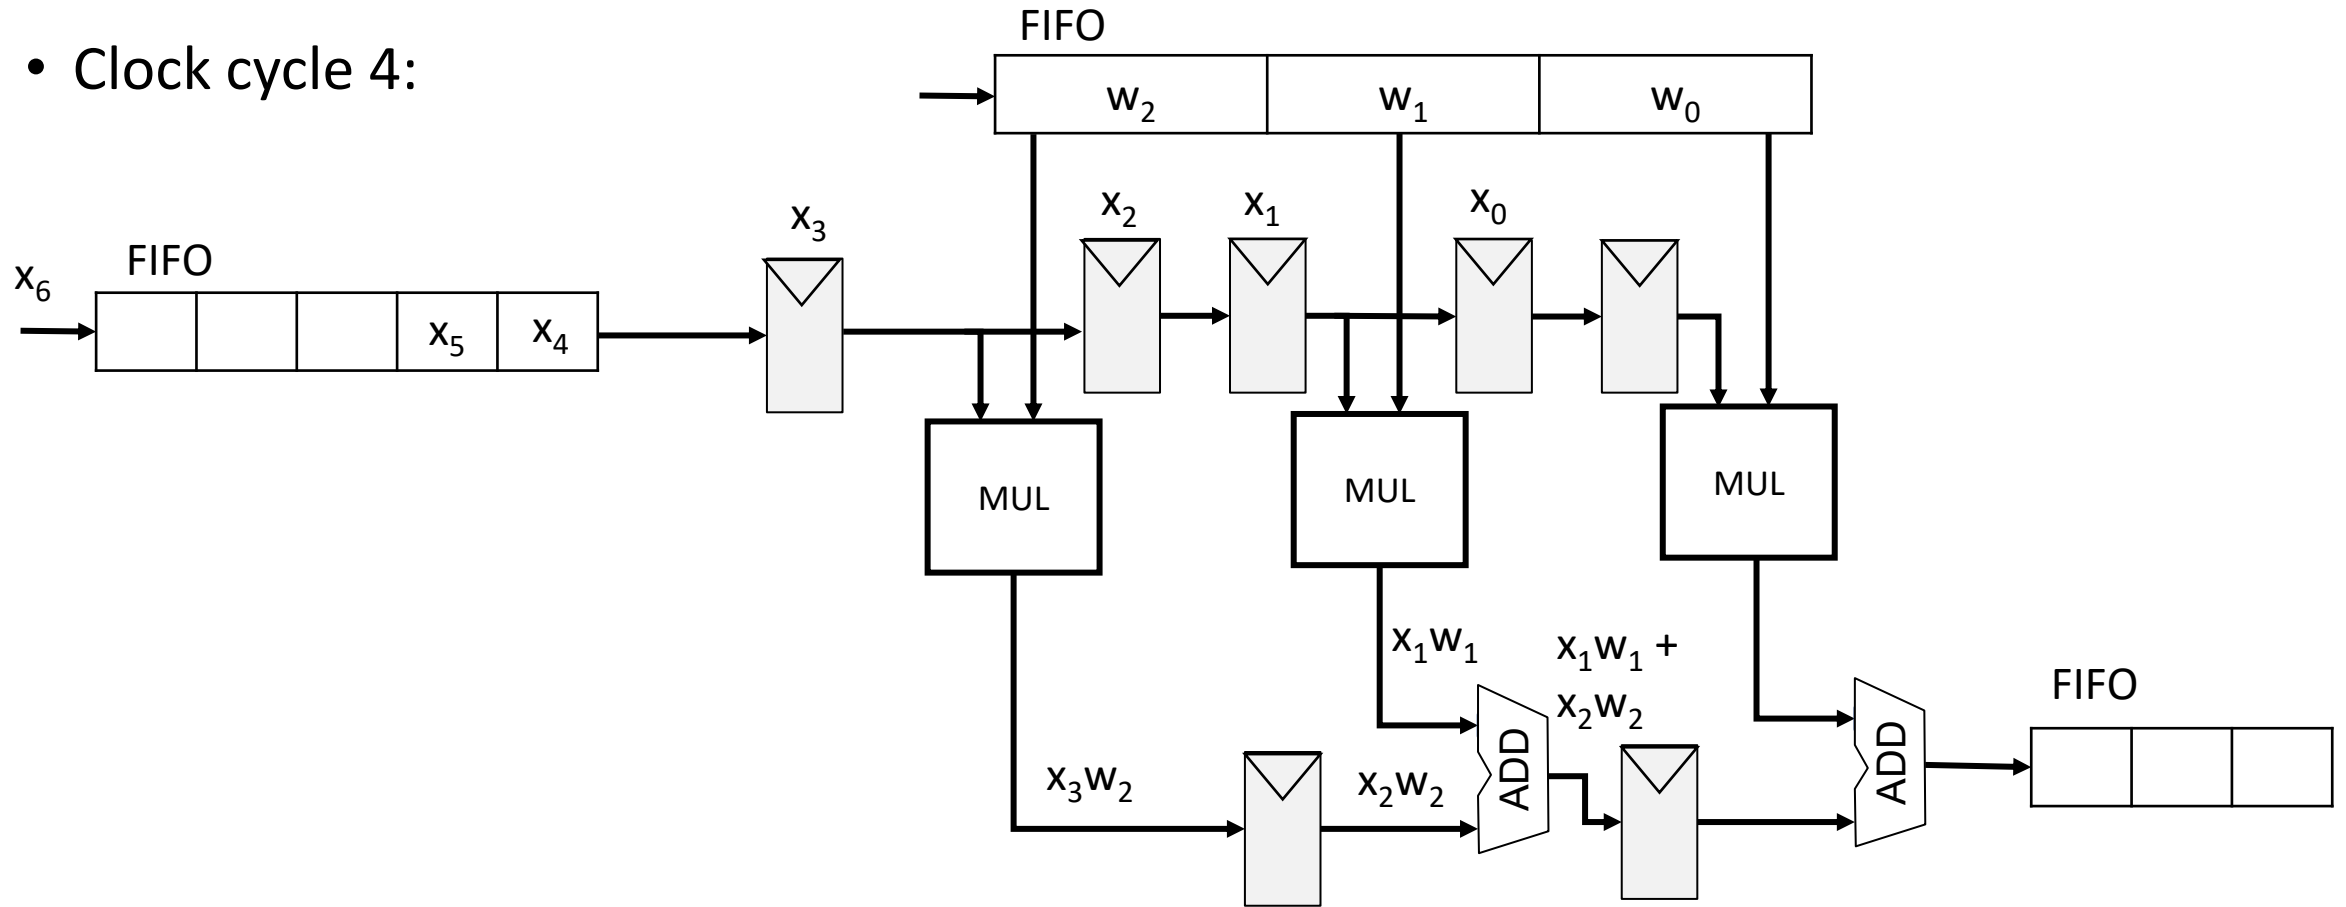 • Clock cycle 4:
FIFO
w₂ w₁ w₀
x₃ x₂ x₁ x₀
x₆ FIFO
x₅ x₄
MUL MUL MUL
x₁w₁
x₁w₁ +
x₂w₂
x₃w₂
x₂w₂
ADD
ADD
FIFO